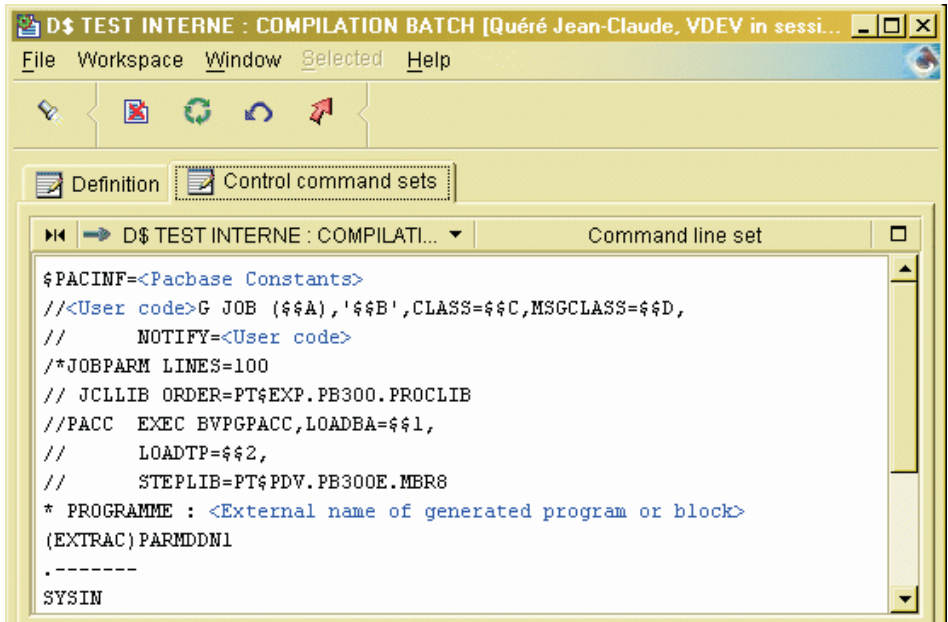 D$ TEST INTERNE : COMPILATION BATCH [Quéré Jean-Claude, VDEV in sessi...
File Workspace Window Selected Help
Definition Control command sets
D$ TEST INTERNE : COMPILATI... Command line set
$PACINF=<Pacbase Constants>
//<User code>G JOB ($$A),'$$B',CLASS=$$C,MSGCLASS=$$D,
// NOTIFY=<User code>
/*JOBPARM LINES=100
// JCLLIB ORDER=PT$EXP.PB300.PROCLIB
//PACC EXEC BVPGPACC,LOADBA=$$1,
// LOADTP=$$2,
// STEPLIB=PT$PDV.PB300E.MBR8
* PROGRAMME : <External name of generated program or block>
(EXTRAC)PARMDDN1
.-------
SYSIN